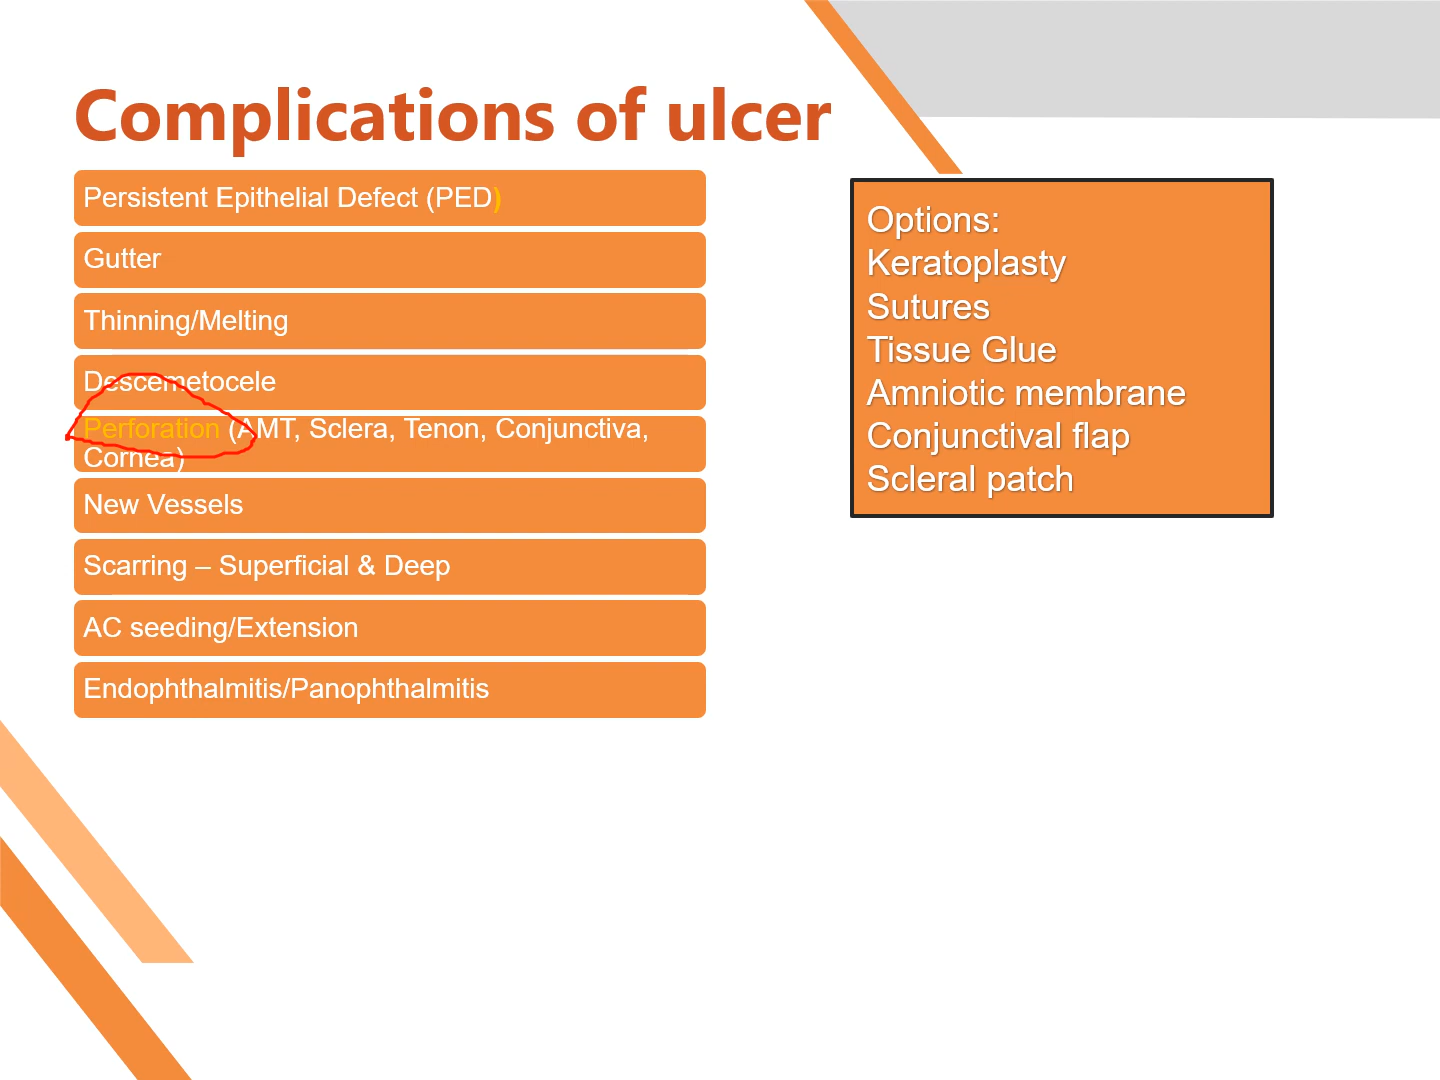 Complications of ulcer
Persistent Epithelial Defect (PED)
Gutter
Thinning/Melting
Descemetocele
Perforation (AMT, Sclera, Tenon, Conjunctiva,
Cornea)
New Vessels
Scarring – Superficial & Deep
AC seeding/Extension
Endophthalmitis/Panophthalmitis
Options:
Keratoplasty
Sutures
Tissue Glue
Amniotic membrane
Conjunctival flap
Scleral patch